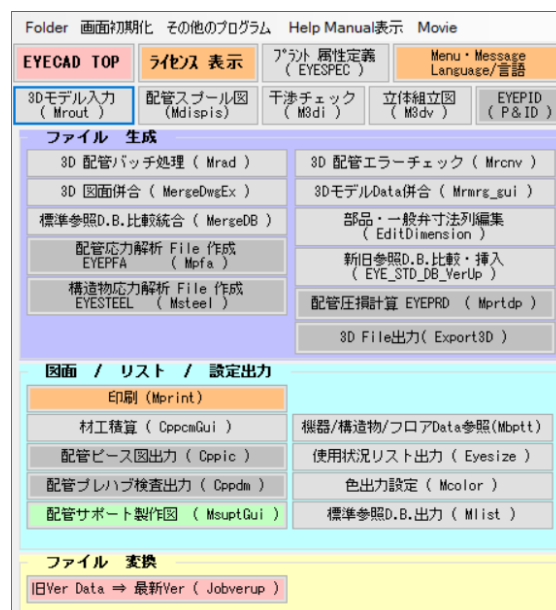 Folder 画面初期化 その他のプログラム Help Manual表示 Movie
EYECAD TOP
ライセンス 表示
プラント 属性定義
( EYESPEC )
Menu・Message
Language/言語
3Dモデル入力
( Mrout )
配管スプール図
(Mdispis)
干渉チェック
( M3di )
立体組立図
( M3dv )
EYEPID
( P&ID )
ファイル 生成
3D 配管バッチ処理 ( Mrad )
3D 配管エラーチェック ( Mrcnv )
3D 図面併合 ( MergeDwgEx )
3DモデルData併合 ( Mrmrg_gui )
標準参照D.B.比較統合 ( MergeDB )
部品・一般弁寸法列編集
( EditDimension )
配管応力解析 File 作成
EYEPFA ( Mpfa )
新旧参照D.B.比較・挿入
( EYE_STD_DB_VerUp )
構造物応力解析 File 作成
EYESTEEL ( Msteel )
配管圧損計算 EYEPRD ( Mprtdp )
3D File出力( Export3D )
図面 / リスト / 設定出力
印刷 (Mprint)
材工積算 ( CppcmGui )
機器/構造物/フロアData参照(Mbptt)
配管ピース図出力 ( Cppic )
使用状況リスト出力 ( Eyesize )
配管プレハブ検査出力 ( Cppdm )
色出力設定 ( Mcolor )
配管サポート製作図 ( MsuptGui )
標準参照D.B.出力 ( Mlist )
ファイル 変換
旧Ver Data ⇒ 最新Ver ( Jobverup )